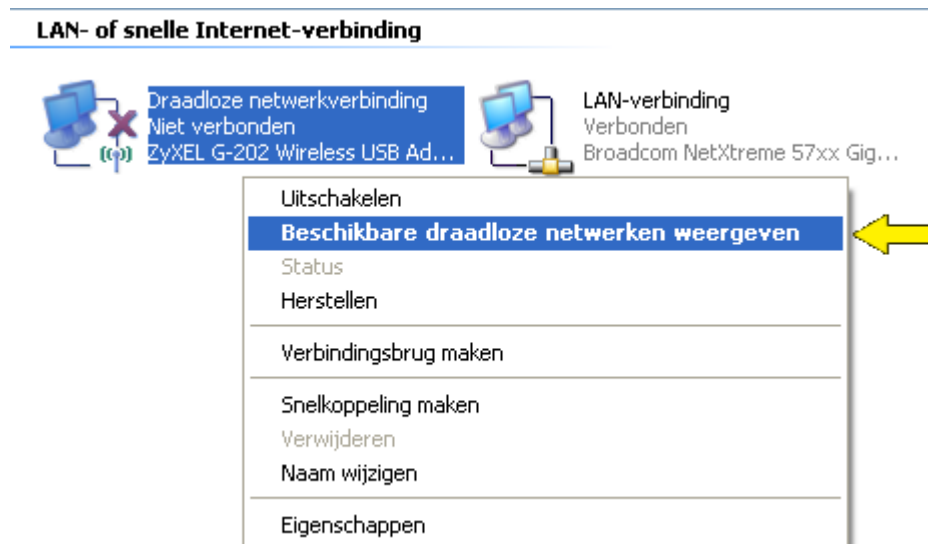 LAN- of snelle Internet-verbinding
Draadloze netwerkverbinding
Niet verbonden
ZyXEL G-202 Wireless USB Ad...
LAN-verbinding
Verbonden
Broadcom NetXtreme 57xx Gig...
Uitschakelen
Beschikbare draadloze netwerken weergeven
Status
Herstellen
Verbindingsbrug maken
Snelkoppeling maken
Verwijderen
Naam wijzigen
Eigenschappen